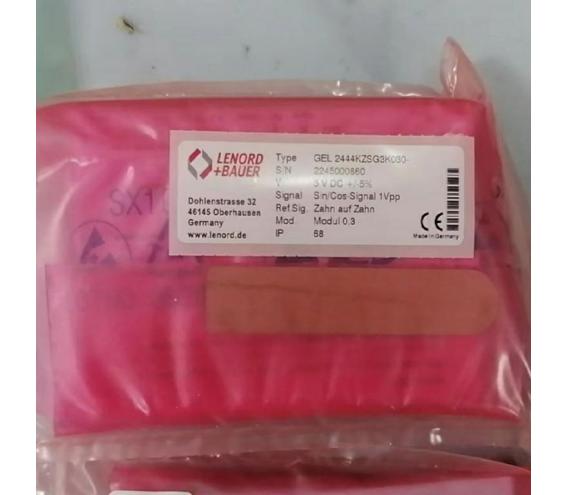 LENORD
+BAUER
Dohlenstrasse 32
46145 Oberhausen
Germany
www.lenord.de
Type GEL 2444KZSG3K030-
S/N 2245000860
V 5 V DC +/-5%
Signal Sin/Cos-Signal 1Vpp
Ref.Sig. Zahn auf Zahn
Mod. Modul 0,3
IP 68
CE
Made in Germany